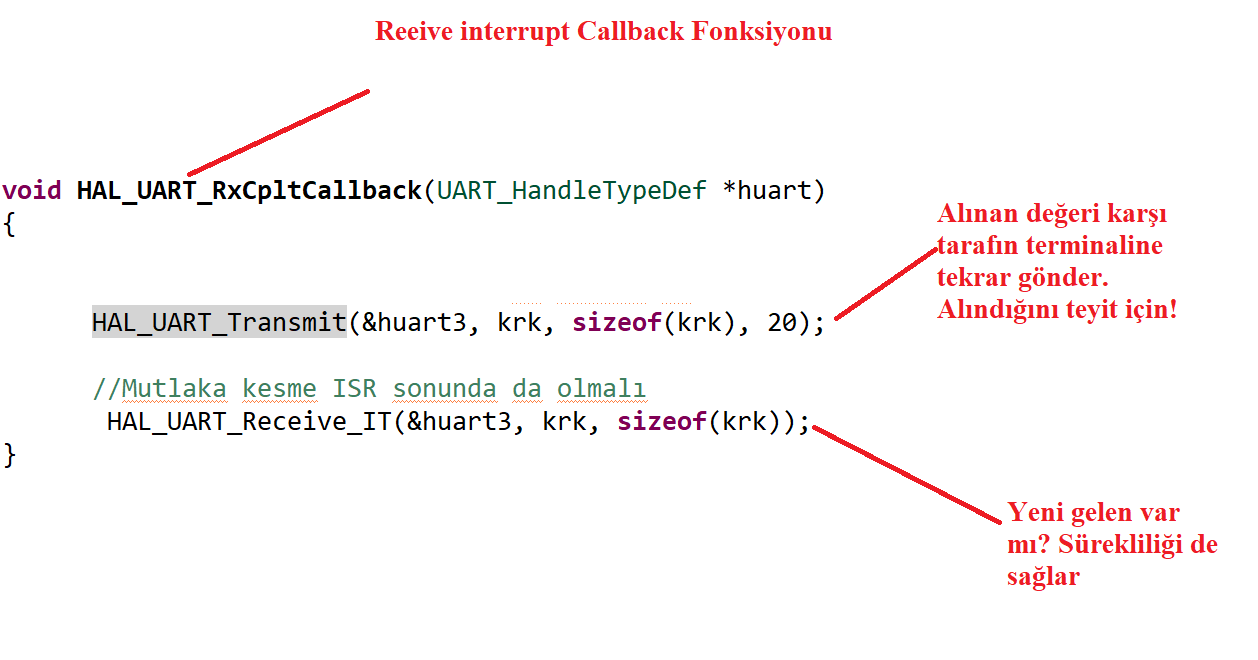 Reeive interrupt Callback Fonksiyonu
void HAL_UART_RxCpltCallback(UART_HandleTypeDef *huart)
{
Alınan değeri karşı
tarafın terminaline
tekrar gönder.
Alındığını teyit için!
HAL_UART_Transmit(&huart3, krk, sizeof(krk), 20);
//Mutlaka kesme ISR sonunda da olmalı
HAL_UART_Receive_IT(&huart3, krk, sizeof(krk));
}
Yeni gelen var
mı? Sürekliliği de
sağlar